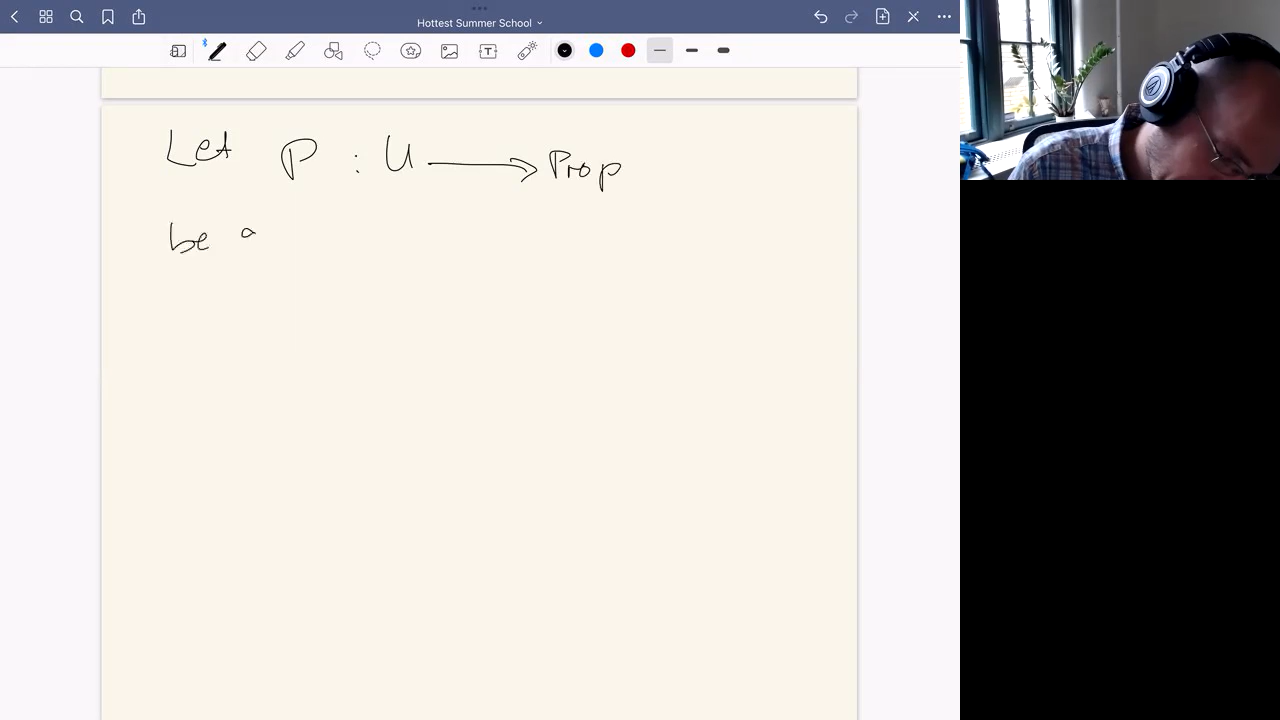 Hottest Summer School
Let P : U → Prop
be a